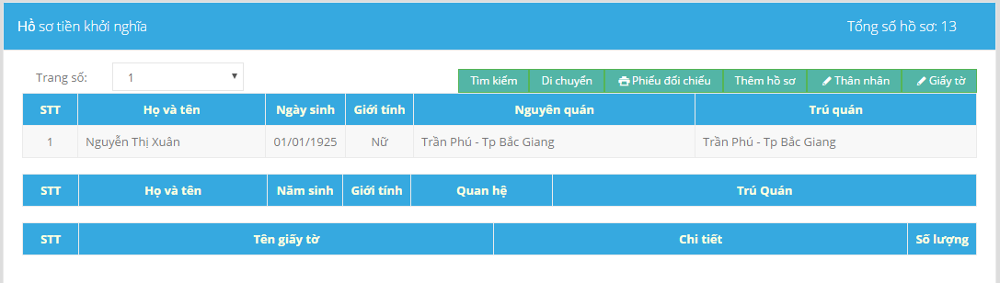 Hồ sơ tiền khởi nghĩa Tổng số hồ sơ: 13
Trang số: 1 Tìm kiếm Di chuyển Phiếu đối chiếu Thêm hồ sơ Thân nhân Giấy tờ
STT Họ và tên Ngày sinh Giới tính Nguyên quán Trú quán
1 Nguyễn Thị Xuân 01/01/1925 Nữ Trần Phú - Tp Bắc Giang Trần Phú - Tp Bắc Giang
STT Họ và tên Năm sinh Giới tính Quan hệ Trú Quán
STT Tên giấy tờ Chi tiết Số lượng